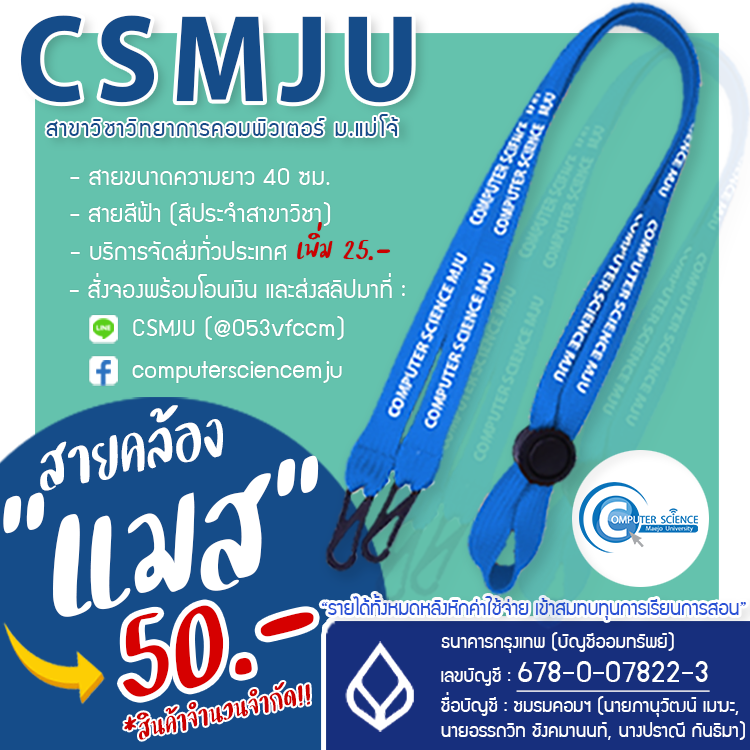 CSMJU
สาขาวิชาวิทยาการคอมพิวเตอร์ ม.แม่โจ้
- สายขนาดความยาว 40 ซม.
- สายสีฟ้า (สีประจำสาขาวิชา)
- บริการจัดส่งทั่วประเทศ เพิ่ม 25.-
- สั่งจองพร้อมโอนเงิน และส่งสลิปมาที่ :
LINE CSMJU (@053vfccm)
f computersciencemju
COMPUTER SCIENCE MJU
COMPUTER SCIENCE MJU
COMPUTER SCIENCE MJU
COMPUTER SCIENCE MJU
COMPUTER SCIENCE MJU
COMPUTER SCIENCE MJU
สายคล้อง
"แมส"
50.-
*สินค้าจำนวนจำกัด!!
COMPUTER SCIENCE
Maejo University
"รายได้ทั้งหมดหลังหักค่าใช้จ่าย เข้าสมทบทุนการเรียนการสอน"
ธนาคารกรุงเทพ (บัญชีออมทรัพย์)
เลขบัญชี : 678-0-07822-3
ชื่อบัญชี : ชมรมคอมฯ (นายภานุวัฒน์ เมฆะ,
นายอรรถวิท ชังคมานนท์, นางปราณี กันธิมา)